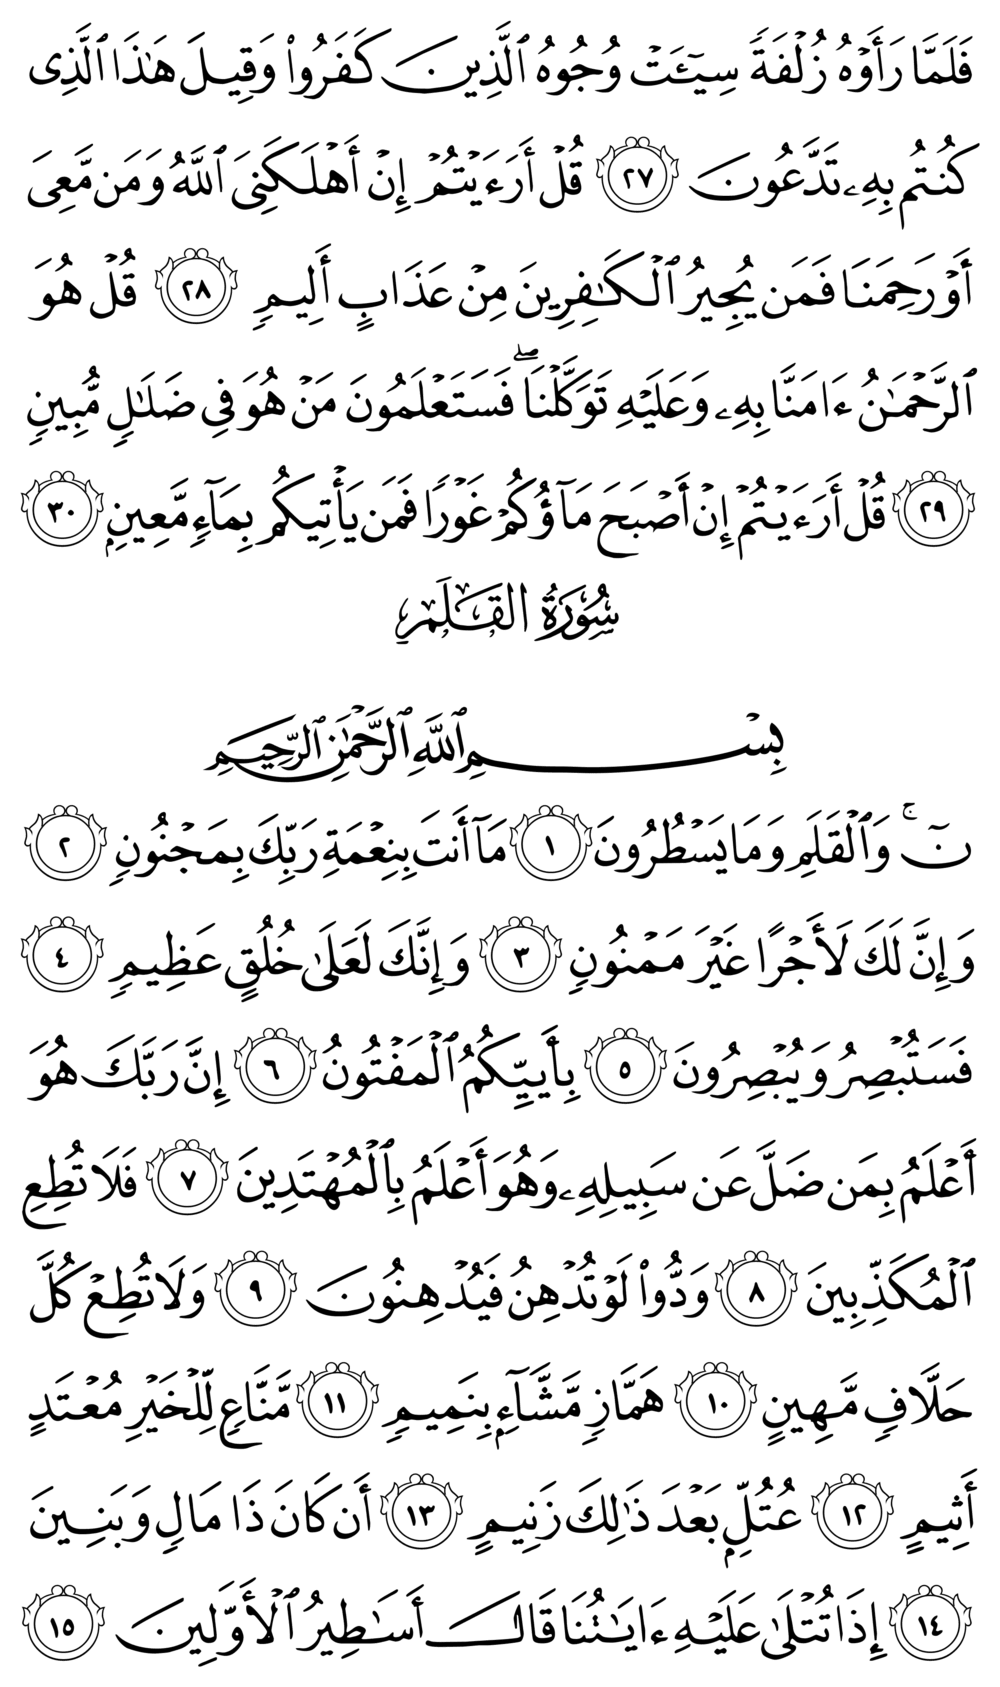 فَلَمَّا رَأَوْهُ زُلْفَةً سِيٓـَٔتْ وُجُوهُ ٱلَّذِينَ كَفَرُوا۟ وَقِيلَ هَٰذَا ٱلَّذِى
كُنتُم بِهِۦ تَدَّعُونَ ٢٧ قُلْ أَرَءَيْتُمْ إِنْ أَهْلَكَنِىَ ٱللَّهُ وَمَن مَّعِىَ
أَوْ رَحِمَنَا فَمَن يُجِيرُ ٱلْكَٰفِرِينَ مِنْ عَذَابٍ أَلِيمٍ ٢٨ قُلْ هُوَ
ٱلرَّحْمَٰنُ ءَامَنَّا بِهِۦ وَعَلَيْهِ تَوَكَّلْنَا ۖ فَسَتَعْلَمُونَ مَنْ هُوَ فِى ضَلَٰلٍ مُّبِينٍ
٢٩ قُلْ أَرَءَيْتُمْ إِنْ أَصْبَحَ مَآؤُكُمْ غَوْرًا فَمَن يَأْتِيكُم بِمَآءٍ مَّعِينٍۭ ٣٠
سُورَةُ القَلَمِ
بِسْمِ ٱللَّهِ ٱلرَّحْمَٰنِ ٱلرَّحِيمِ
نٓ ۚ وَٱلْقَلَمِ وَمَا يَسْطُرُونَ ١ مَآ أَنتَ بِنِعْمَةِ رَبِّكَ بِمَجْنُونٍ ٢
وَإِنَّ لَكَ لَأَجْرًا غَيْرَ مَمْنُونٍ ٣ وَإِنَّكَ لَعَلَىٰ خُلُقٍ عَظِيمٍ ٤
فَسَتُبْصِرُ وَيُبْصِرُونَ ٥ بِأَييِّكُمُ ٱلْمَفْتُونُ ٦ إِنَّ رَبَّكَ هُوَ
أَعْلَمُ بِمَن ضَلَّ عَن سَبِيلِهِۦ وَهُوَ أَعْلَمُ بِٱلْمُهْتَدِينَ ٧ فَلَا تُطِعِ
ٱلْمُكَذِّبِينَ ٨ وَدُّوا۟ لَوْ تُدْهِنُ فَيُدْهِنُونَ ٩ وَلَا تُطِعْ كُلَّ
حَلَّافٍ مَّهِينٍ ١٠ هَمَّازٍ مَّشَّآءٍۭ بِنَمِيمٍ ١١ مَّنَّاعٍ لِّلْخَيْرِ مُعْتَدٍ
أَثِيمٍ ١٢ عُتُلٍّۭ بَعْدَ ذَٰلِكَ زَنِيمٍ ١٣ أَن كَانَ ذَا مَالٍ وَبَنِينَ
١٤ إِذَا تُتْلَىٰ عَلَيْهِ ءَايَٰتُنَا قَالَ أَسَٰطِيرُ ٱلْأَوَّلِينَ ١٥